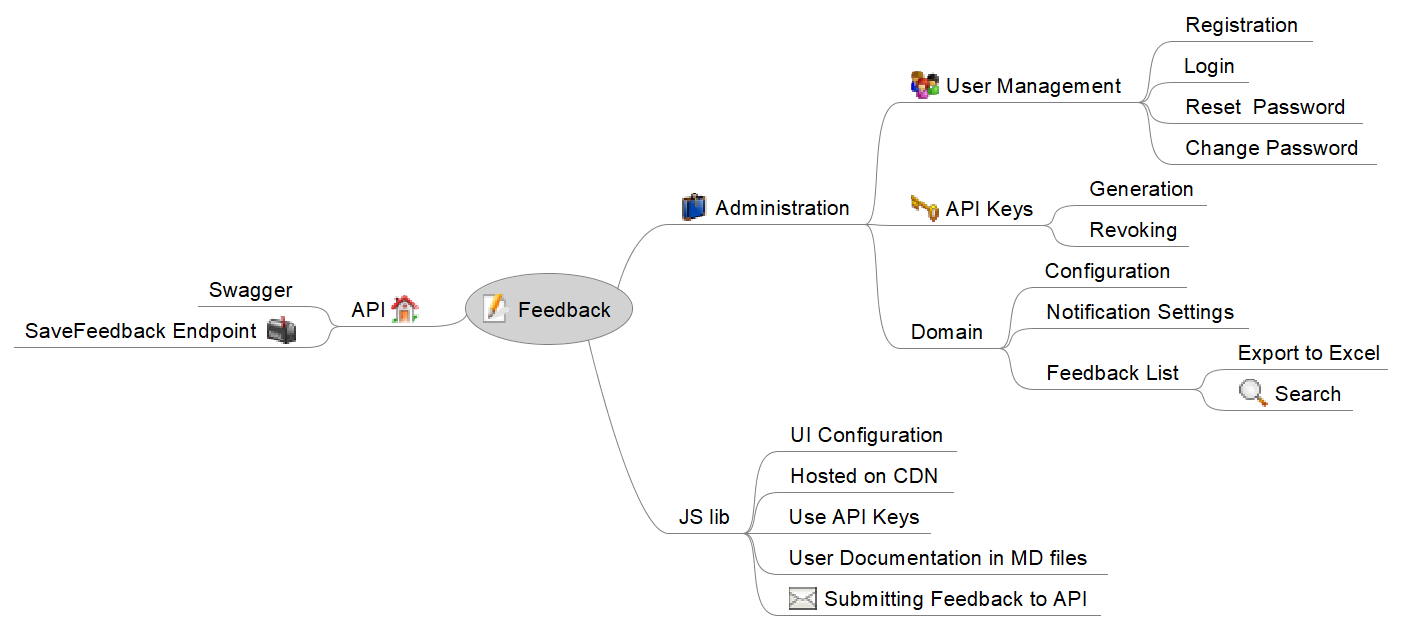 Registration
Login
User Management
Reset  Password
Change Password
Generation
Administration
API Keys
Revoking
Configuration
Swagger
API
Feedback
Notification Settings
SaveFeedback Endpoint
Domain
Export to Excel
Feedback List
Search
UI Configuration
Hosted on CDN
JS lib
Use API Keys
User Documentation in MD files
Submitting Feedback to API